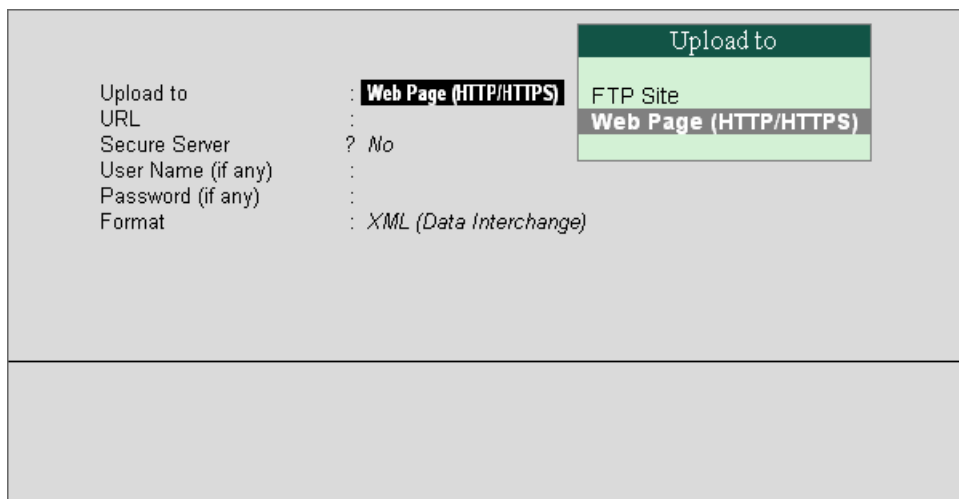 Upload to
Upload to : Web Page (HTTP/HTTPS)
FTP Site
URL :
Web Page (HTTP/HTTPS)
Secure Server ? No
User Name (if any) :
Password (if any) :
Format : XML (Data Interchange)